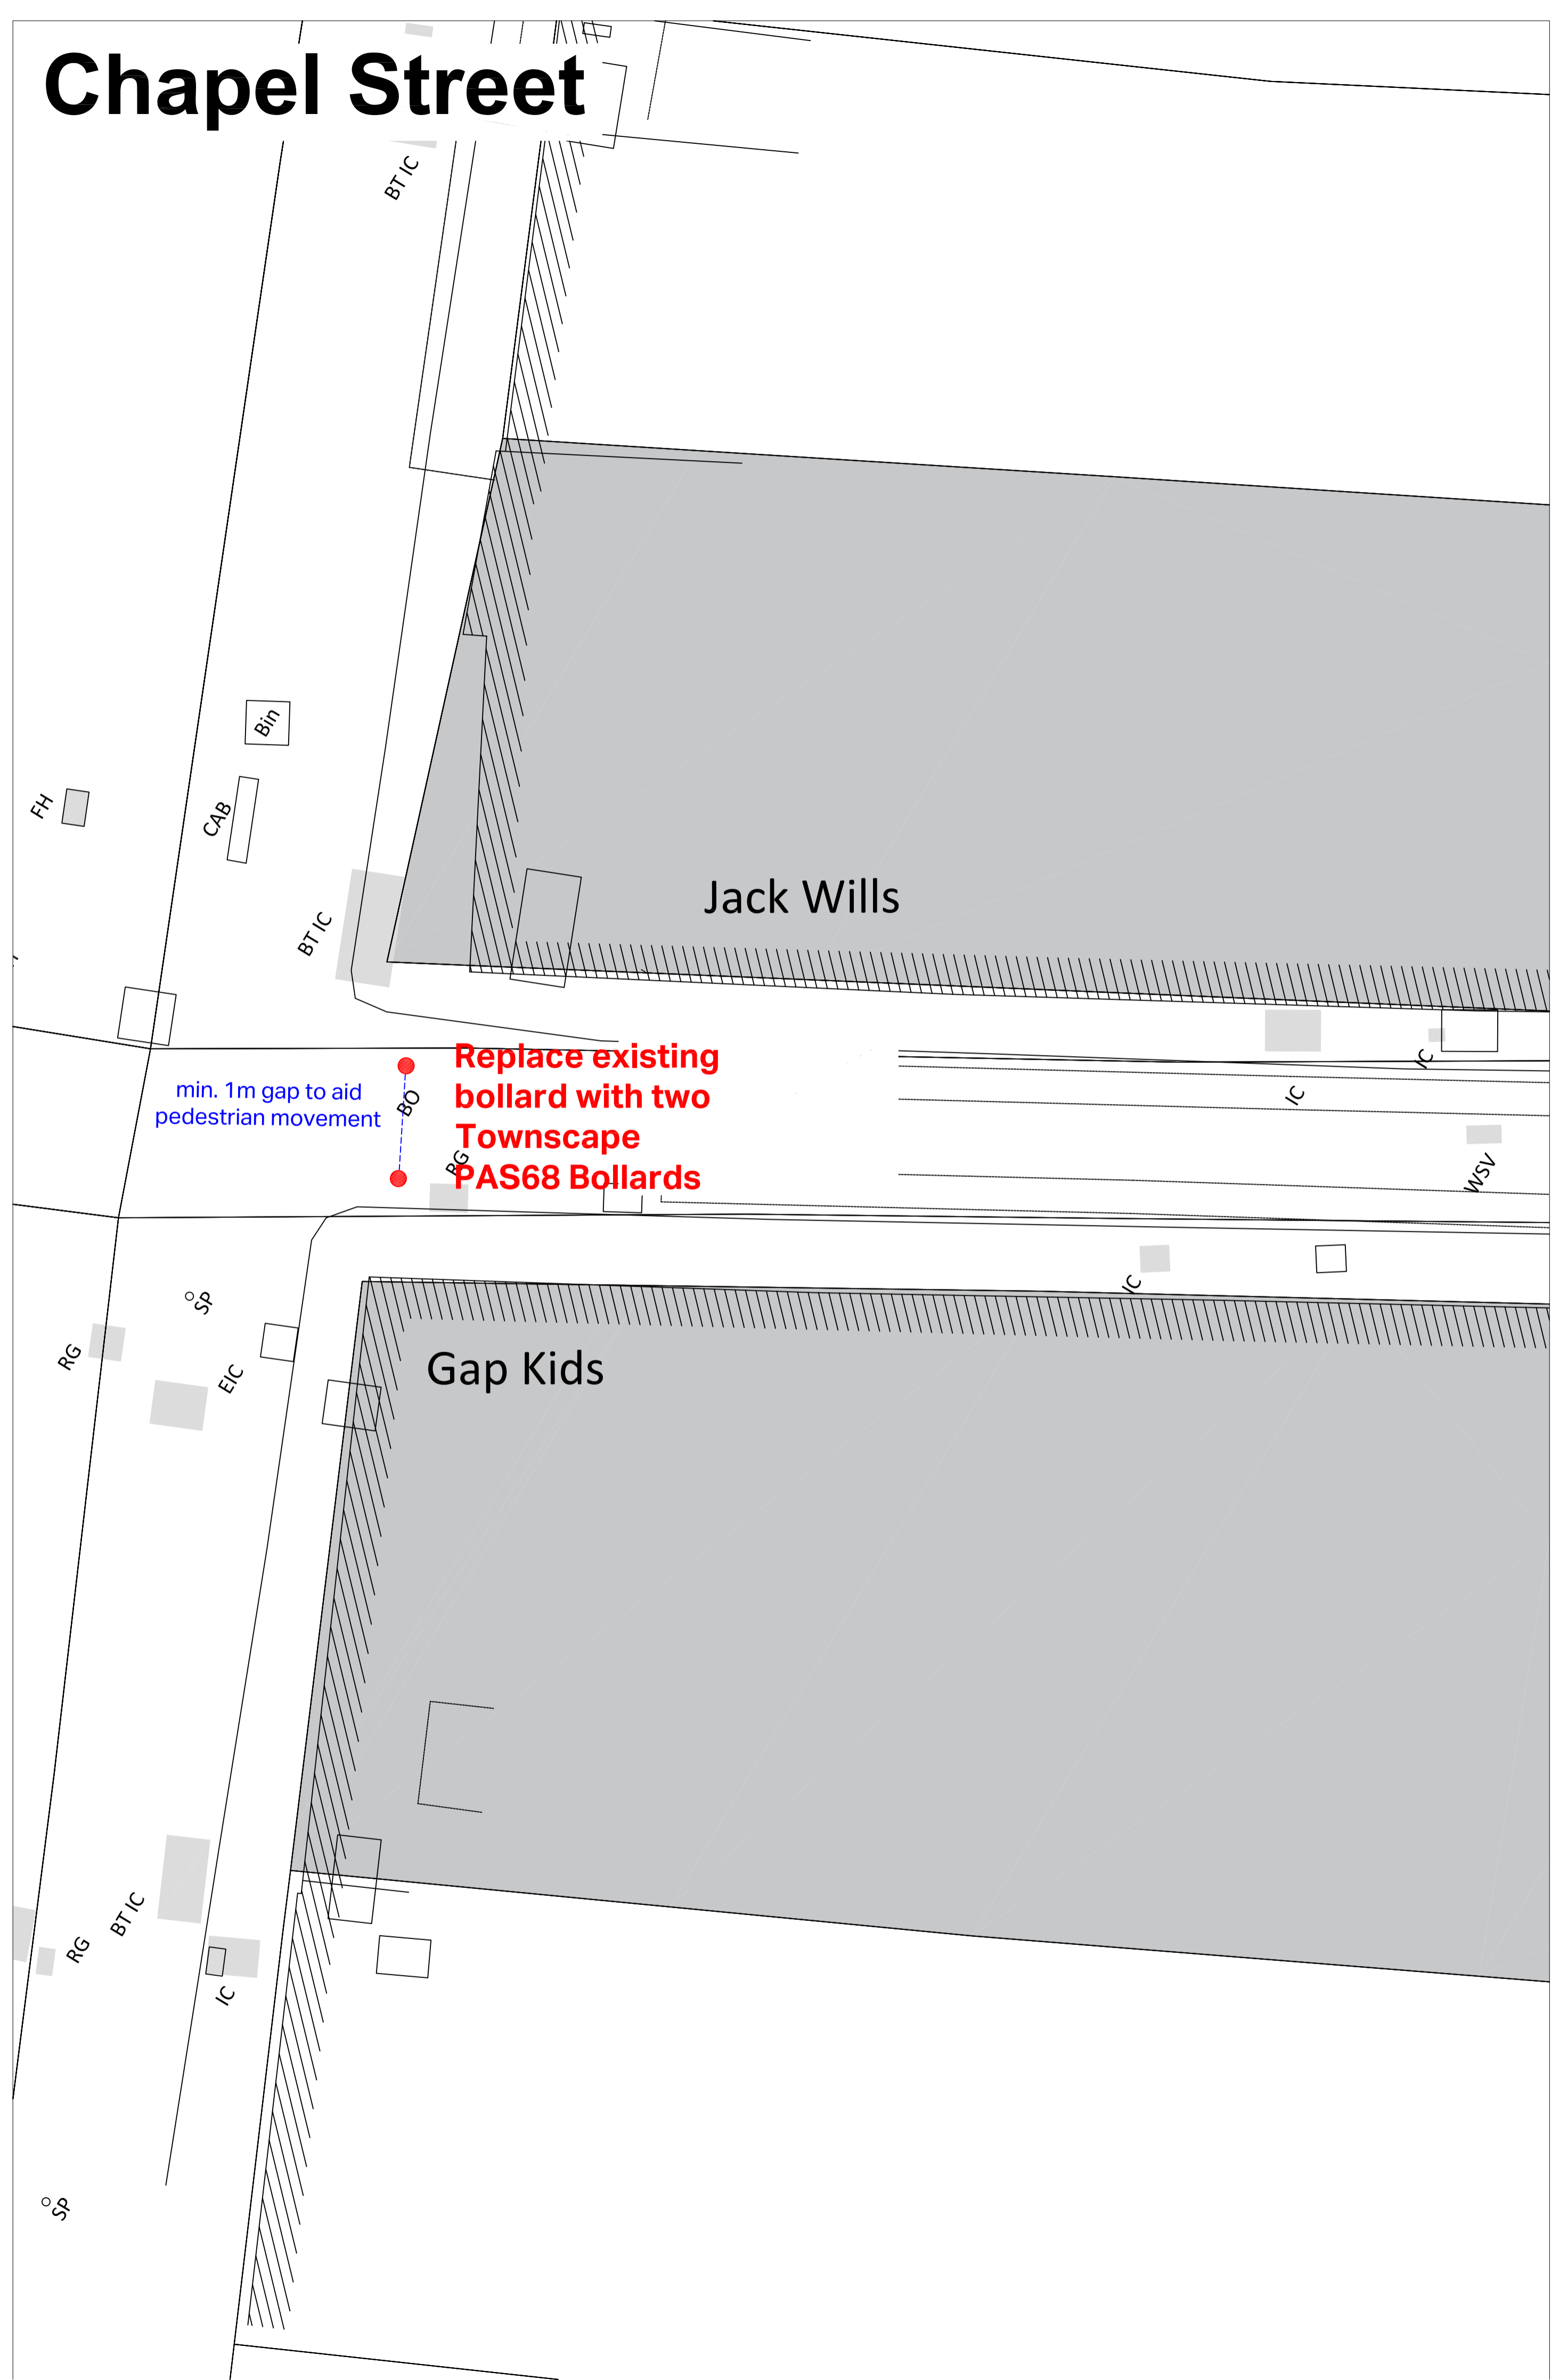 Chapel Street
BT IC
Bin
FH
CAB
Jack Wills
BT IC
Replace existing
bollard with two
Townscape
PAS68 Bollards
min. 1m gap to aid
pedestrian movement
BO
RG
IC
IC
WSV
IC
SP
RG
EIC
Gap Kids
BT IC
RG
IC
SP